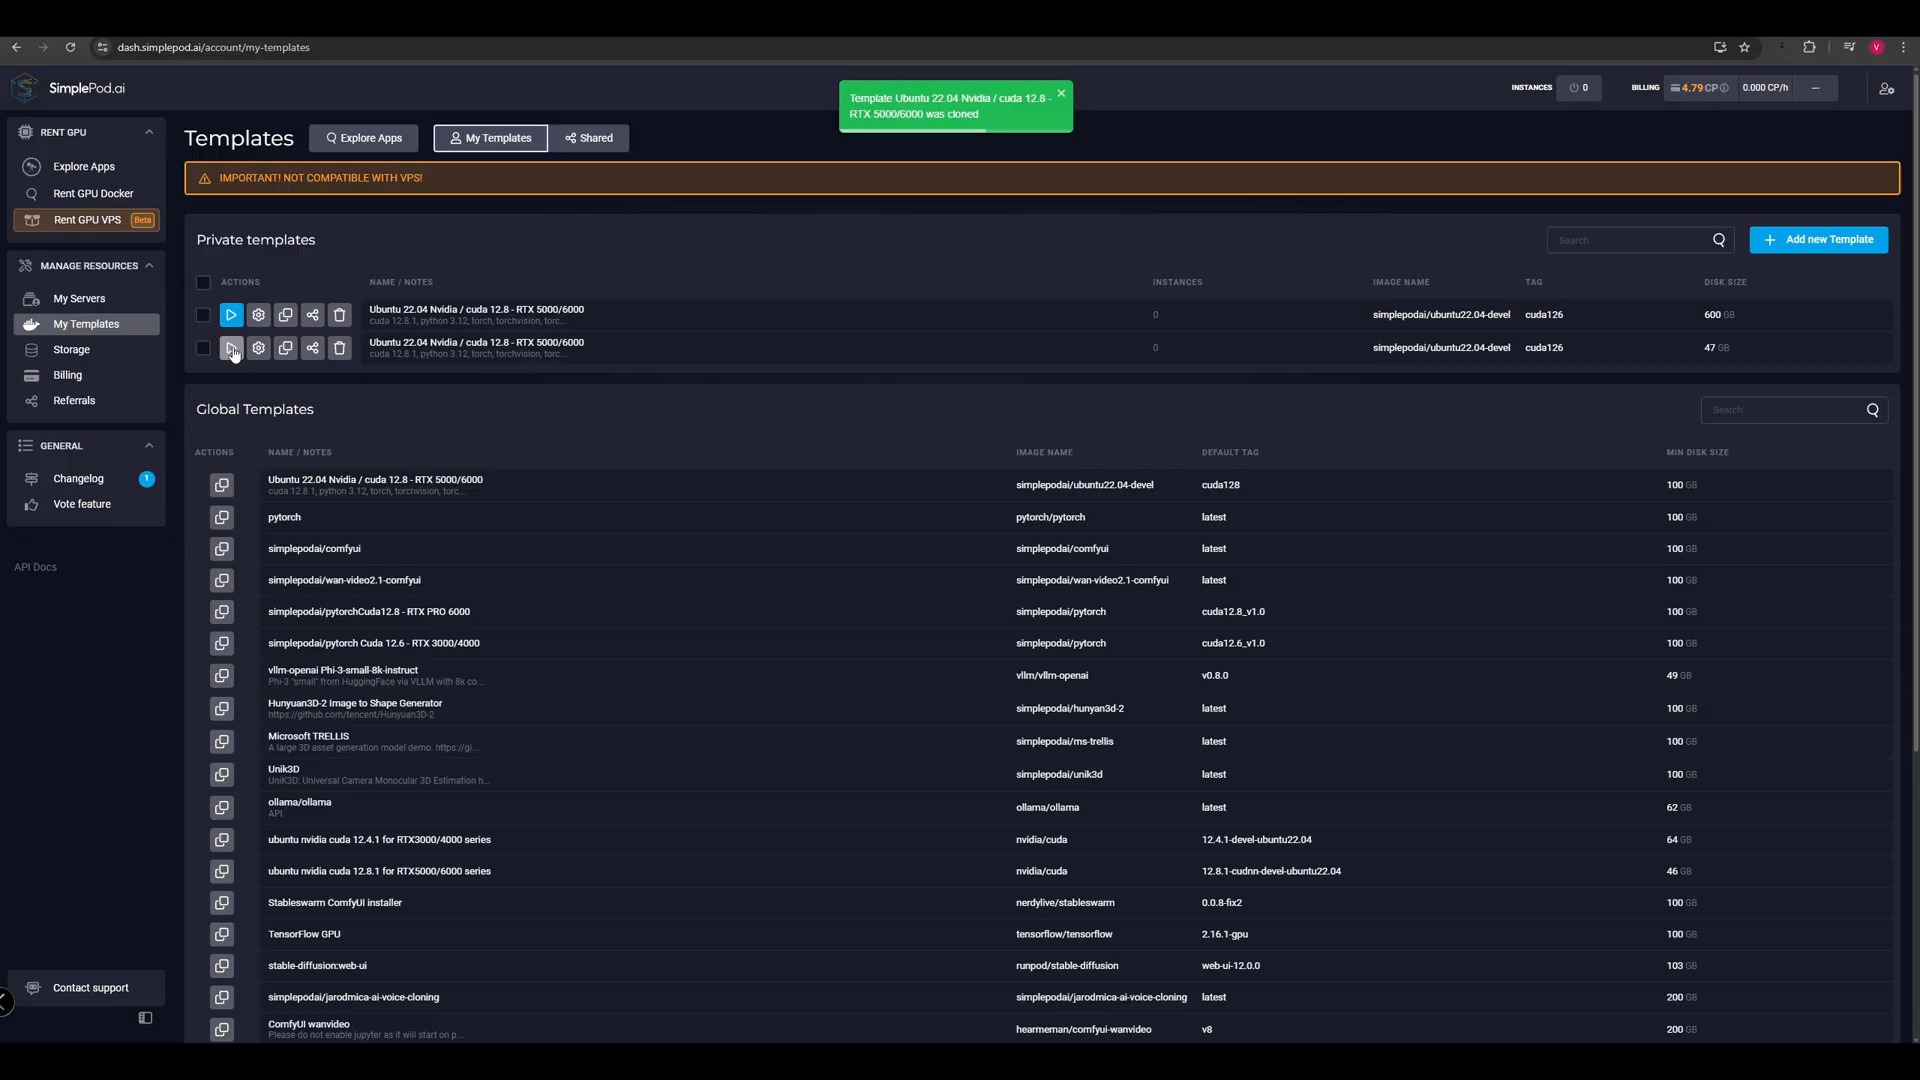 dash.simplepod.ai/account/my-templates
V
SimplePod.ai
Template Ubuntu 22.04 Nvidia / cuda 12.8 -
RTX 5000/6000 was cloned
INSTANCES
0
BILLING
4.79 CP
0.000 CP/h
RENT GPU
Explore Apps
Rent GPU Docker
Rent GPU VPS
Beta
MANAGE RESOURCES
My Servers
My Templates
Storage
Billing
Referrals
GENERAL
Changelog
1
Vote feature
API Docs
Contact support
Templates
Explore Apps
My Templates
Shared
IMPORTANT! NOT COMPATIBLE WITH VPS!
Private templates
Search
Add new Template
ACTIONS
NAME / NOTES
INSTANCES
IMAGE NAME
TAG
DISK SIZE
Ubuntu 22.04 Nvidia / cuda 12.8 - RTX 5000/6000
cuda 12.8.1, python 3.12, torch, torchvision, torc...
0
simplepodai/ubuntu22.04-devel
cuda126
600 GB
Ubuntu 22.04 Nvidia / cuda 12.8 - RTX 5000/6000
cuda 12.8.1, python 3.12, torch, torchvision, torc...
0
simplepodai/ubuntu22.04-devel
cuda126
47 GB
Global Templates
Search
ACTIONS
NAME / NOTES
IMAGE NAME
DEFAULT TAG
MIN DISK SIZE
Ubuntu 22.04 Nvidia / cuda 12.8 - RTX 5000/6000
cuda 12.8.1, python 3.12, torch, torchvision, torc...
simplepodai/ubuntu22.04-devel
cuda128
100 GB
pytorch
pytorch/pytorch
latest
100 GB
simplepodai/comfyui
simplepodai/comfyui
latest
100 GB
simplepodai/wan-video2.1-comfyui
simplepodai/wan-video2.1-comfyui
latest
100 GB
simplepodai/pytorchCuda12.8 - RTX PRO 6000
simplepodai/pytorch
cuda12.8_v1.0
100 GB
simplepodai/pytorch Cuda 12.6 - RTX 3000/4000
simplepodai/pytorch
cuda12.6_v1.0
100 GB
vllm-openai Phi-3-small-8k-instruct
Phi-3 "small" from HuggingFace via VLLM with 8k co...
vllm/vllm-openai
v0.8.0
49 GB
Hunyuan3D-2 Image to Shape Generator
https://github.com/tencent/Hunyuan3D-2
simplepodai/hunyan3d-2
latest
100 GB
Microsoft TRELLIS
A large 3D asset generation model demo. https://gi...
simplepodai/ms-trellis
latest
100 GB
Unik3D
UniK3D: Universal Camera Monocular 3D Estimation h...
simplepodai/unik3d
latest
100 GB
ollama/ollama
API
ollama/ollama
latest
62 GB
ubuntu nvidia cuda 12.4.1 for RTX3000/4000 series
nvidia/cuda
12.4.1-devel-ubuntu22.04
64 GB
ubuntu nvidia cuda 12.8.1 for RTX5000/6000 series
nvidia/cuda
12.8.1-cudnn-devel-ubuntu22.04
46 GB
Stableswarm ComfyUI installer
nerdylive/stableswarm
0.0.8-fix2
100 GB
TensorFlow GPU
tensorflow/tensorflow
2.16.1-gpu
100 GB
stable-diffusion:web-ui
runpod/stable-diffusion
web-ui-12.0.0
103 GB
simplepodai/jarodmica-ai-voice-cloning
simplepodai/jarodmica-ai-voice-cloning
latest
200 GB
ComfyUI wanvideo
Please do not enable jupyter as it will start on p...
hearmeman/comfyui-wanvideo
v8
200 GB